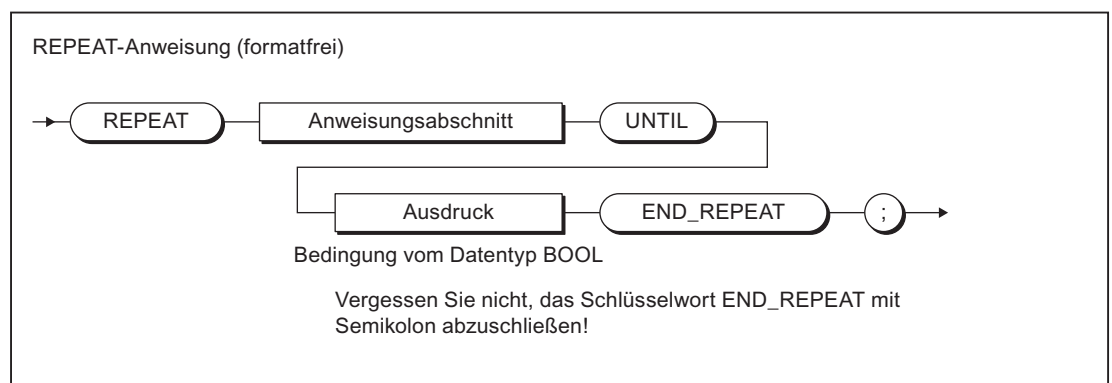 REPEAT-Anweisung (formatfrei)
REPEAT Anweisungsabschnitt UNTIL
Ausdruck END_REPEAT ;
Bedingung vom Datentyp BOOL
Vergessen Sie nicht, das Schlüsselwort END_REPEAT mit
Semikolon abzuschließen!